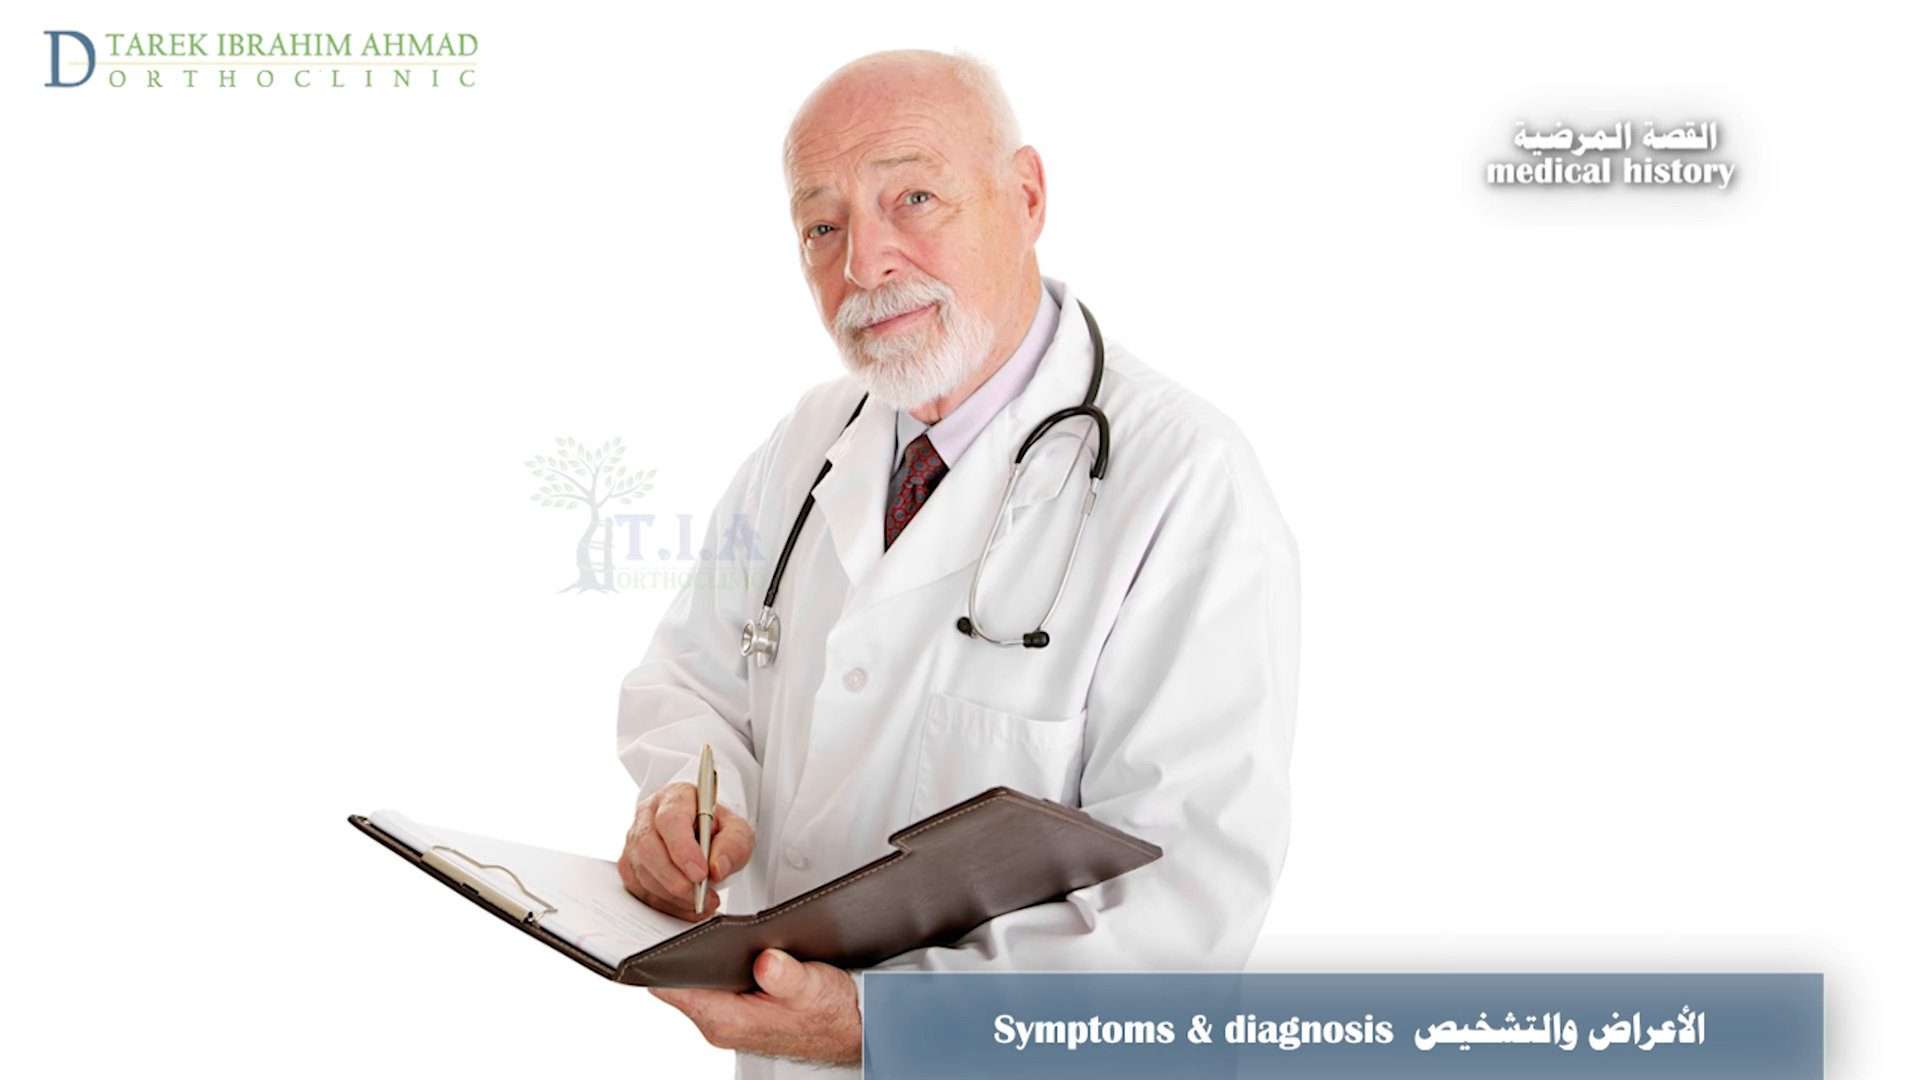 D TAREK IBRAHIM AHMAD
ORTHOCLINIC
القصة المرضية
medical history
T.I.A
ORTHOCLINIC
Symptoms & diagnosis الأعراض والتشخيص